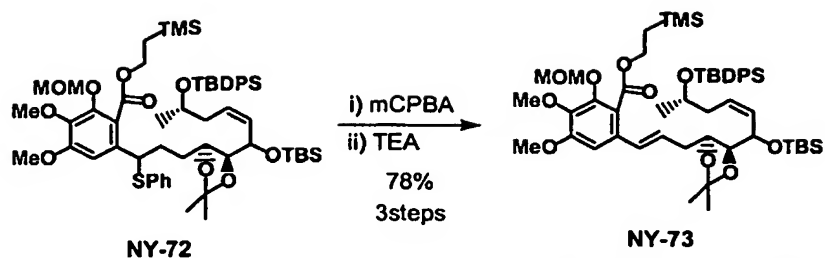 TMS
O
MOMO
O
OTBDPS
MeO
MeO
SPh
O
O
OTBS
NY-72
i) mCPBA
ii) TEA
78%
3steps
TMS
O
MOMO
O
OTBDPS
MeO
MeO
O
O
OTBS
NY-73